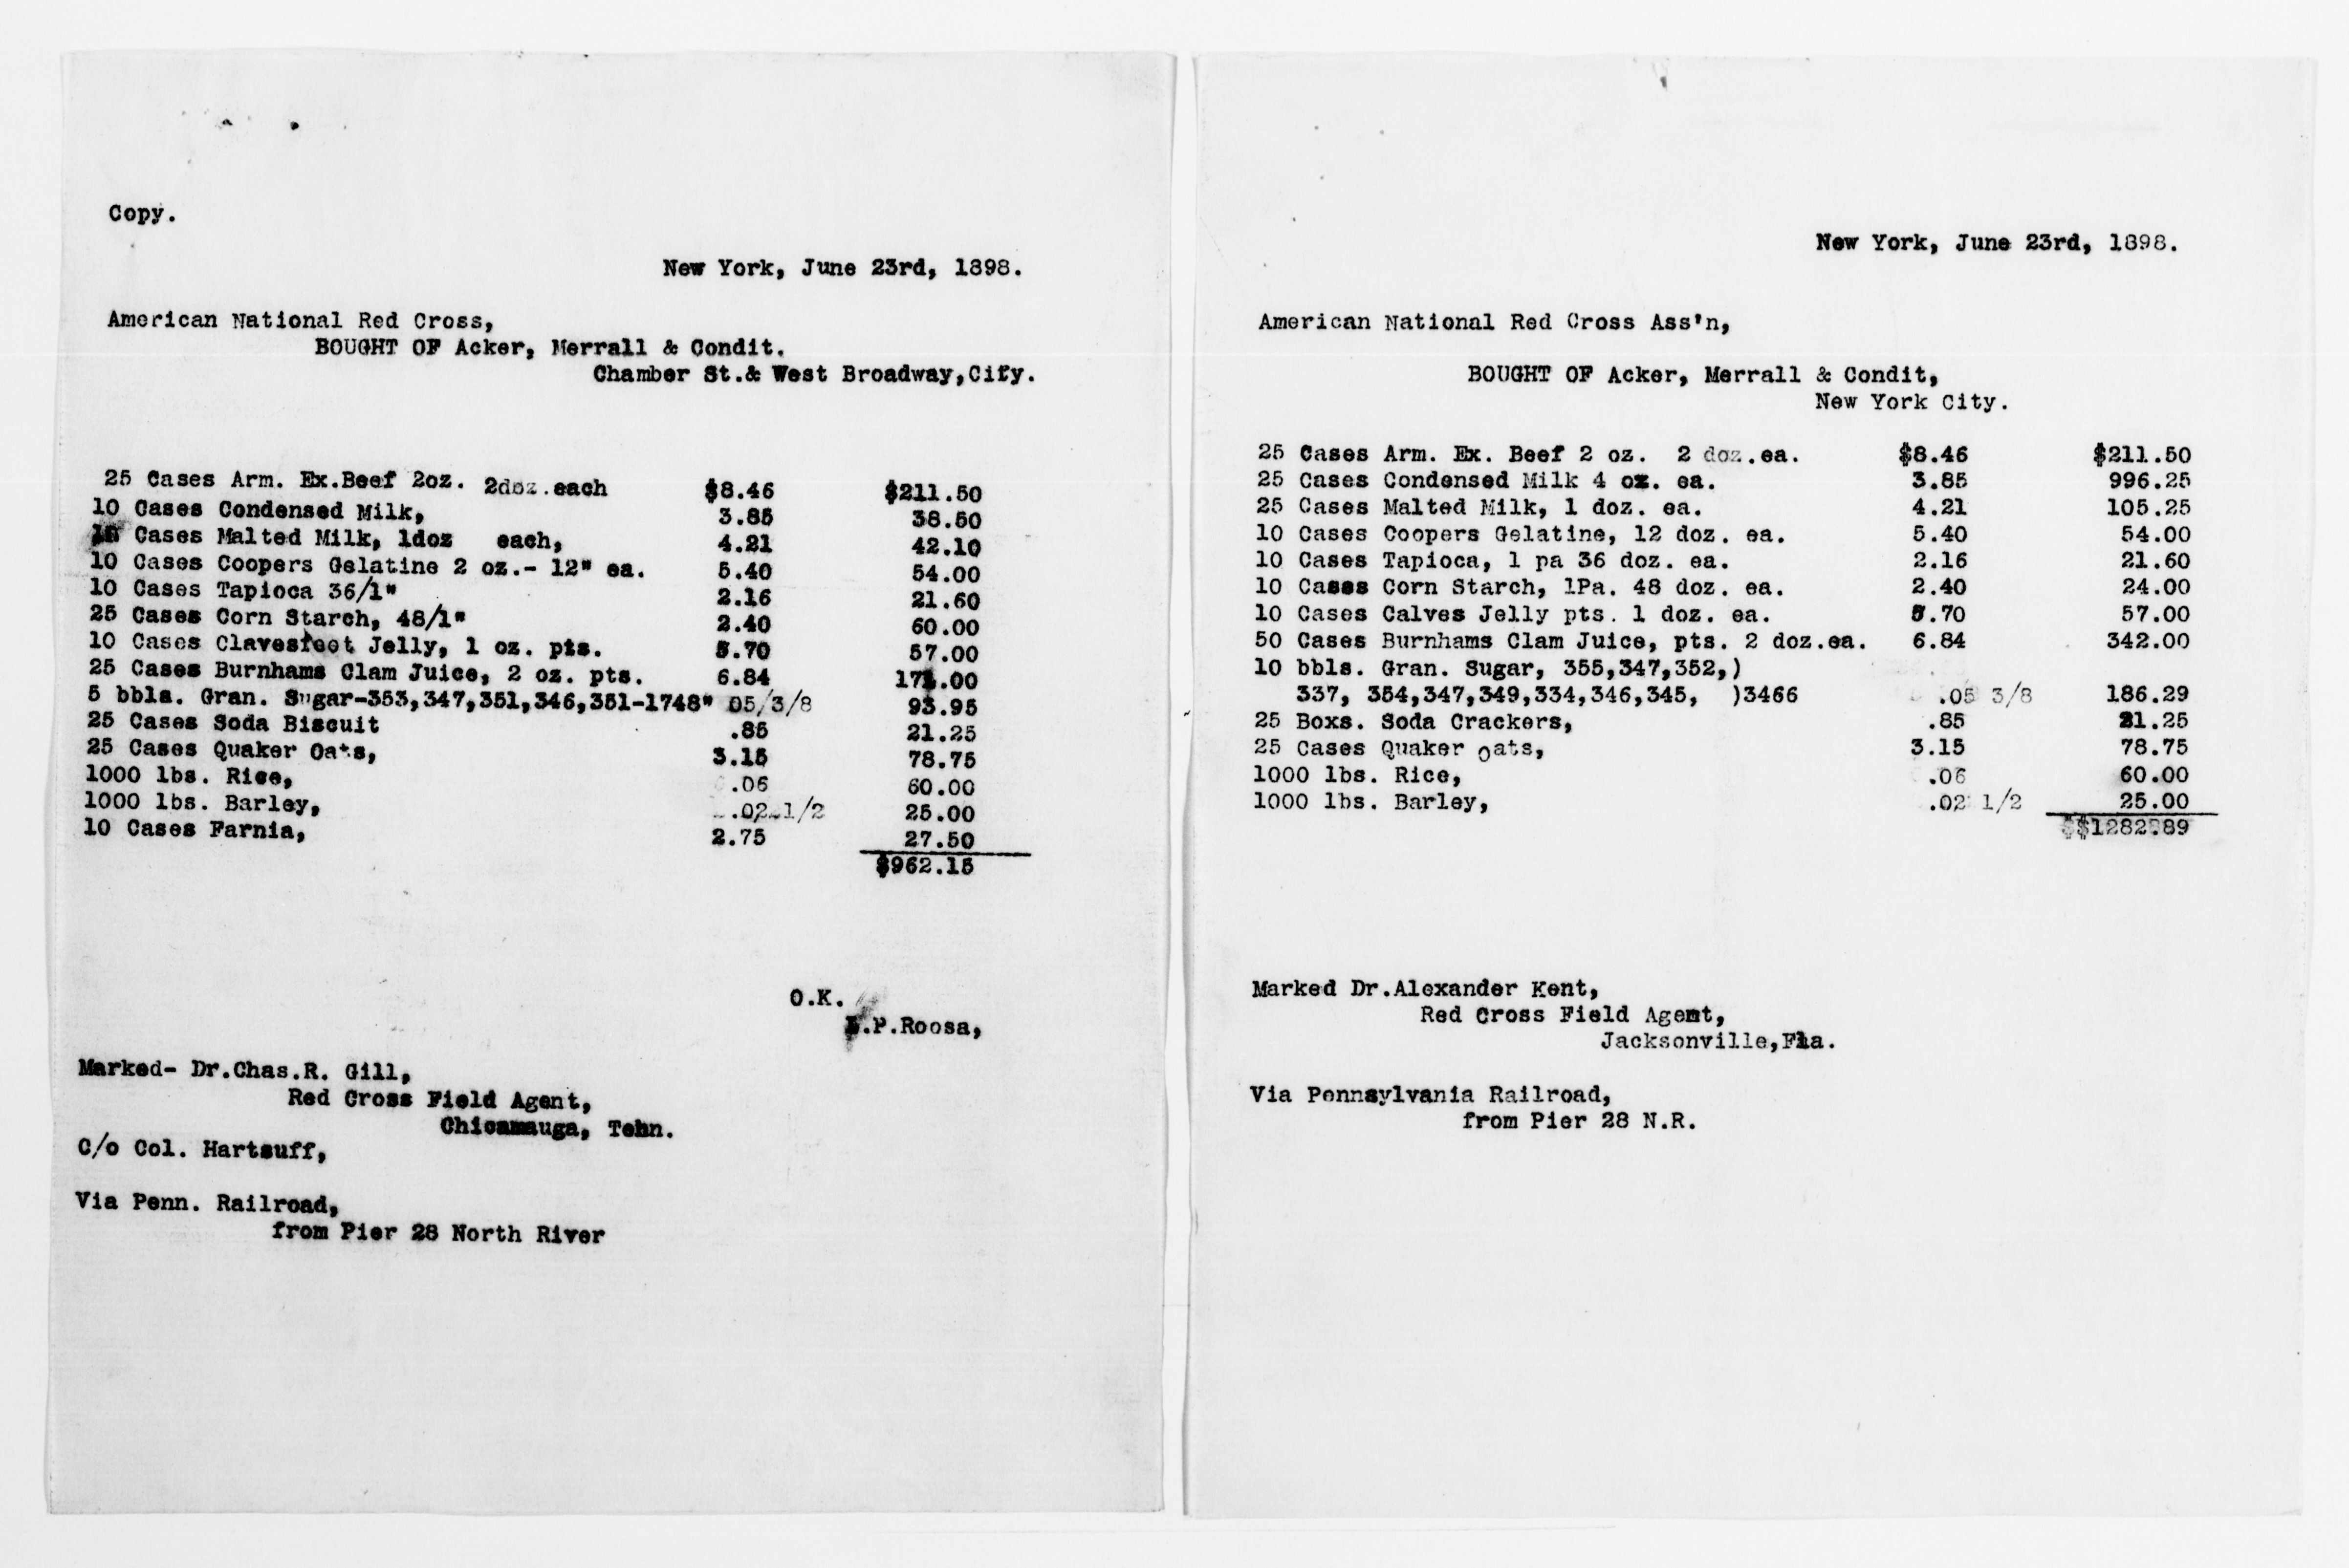 Copy.
New York, June 23rd, 1898.
American National Red Cross,
BOUGHT OF Acker, Merrall & Condit.
Chamber St.& West Broadway,City.
25 Cases Arm. Ex.Beef 2oz. 2doz.each $8.46 $211.50
10 Cases Condensed Milk, 3.85 38.50
10 Cases Malted Milk, 1doz each, 4.21 42.10
10 Cases Coopers Gelatine 2 oz.- 12" ea. 5.40 54.00
10 Cases Tapioca 36/1" 2.16 21.60
25 Cases Corn Starch, 48/1" 2.40 60.00
10 Cases Clavesfoot Jelly, 1 oz. pts. 5.70 57.00
25 Cases Burnhams Clam Juice, 2 oz. pts. 6.84 171.00
5 bbls. Gran. Sugar-353,347,351,346,351-1748" 05/3/8 93.95
25 Cases Soda Biscuit .85 21.25
25 Cases Quaker Oats, 3.15 78.75
1000 lbs. Rice, .06 60.00
1000 lbs. Barley, .02 1/2 25.00
10 Cases Farnia, 2.75 27.50
$962.15
O.K.
L.P.Roosa,
Marked- Dr.Chas.R. Gill,
Red Cross Field Agent,
Chicamauga, Tenn.
C/o Col. Hartsuff,
Via Penn. Railroad,
from Pier 28 North River
New York, June 23rd, 1898.
American National Red Cross Ass'n,
BOUGHT OF Acker, Merrall & Condit,
New York City.
25 Cases Arm. Ex. Beef 2 oz. 2 doz.ea. $8.46 $211.50
25 Cases Condensed Milk 4 oz. ea. 3.85 996.25
25 Cases Malted Milk, 1 doz. ea. 4.21 105.25
10 Cases Coopers Gelatine, 12 doz. ea. 5.40 54.00
10 Cases Tapioca, 1 pa 36 doz. ea. 2.16 21.60
10 Cases Corn Starch, 1Pa. 48 doz. ea. 2.40 24.00
10 Cases Calves Jelly pts. 1 doz. ea. 5.70 57.00
50 Cases Burnhams Clam Juice, pts. 2 doz.ea. 6.84 342.00
10 bbls. Gran. Sugar, 355,347,352,)
337, 354,347,349,334,346,345, )3466 .05 3/8 186.29
25 Boxs. Soda Crackers, .85 21.25
25 Cases Quaker Oats, 3.15 78.75
1000 lbs. Rice, .06 60.00
1000 lbs. Barley, .02 1/2 25.00
$$1282.89
Marked Dr.Alexander Kent,
Red Cross Field Agent,
Jacksonville,Fla.
Via Pennsylvania Railroad,
from Pier 28 N.R.